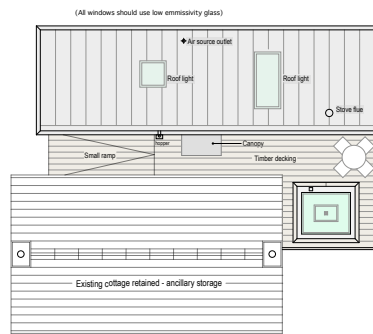 (All windows should use low emmissivity glass)
Air source outlet
Roof light
Roof light
Stove flue
hopper
Canopy
Small ramp
Timber decking
Existing cottage retained - ancillary storage